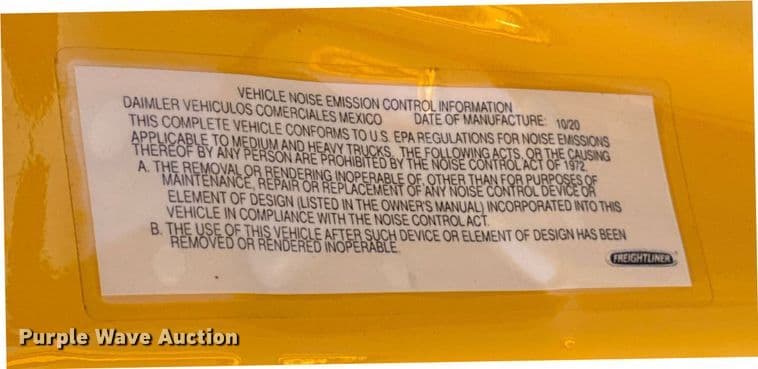 VEHICLE NOISE EMISSION CONTROL INFORMATION
DAIMLER VEHICULOS COMERCIALES MEXICO DATE OF MANUFACTURE: 10/20
THIS COMPLETE VEHICLE CONFORMS TO U.S. EPA REGULATIONS FOR NOISE EMISSIONS
APPLICABLE TO MEDIUM AND HEAVY TRUCKS. THE FOLLOWING ACTS, OR THE CAUSING
THEREOF BY ANY PERSON ARE PROHIBITED BY THE NOISE CONTROL ACT OF 1972.
A. THE REMOVAL OR RENDERING INOPERABLE OF OTHER THAN FOR PURPOSES OF
MAINTENANCE, REPAIR OR REPLACEMENT OF ANY NOISE CONTROL DEVICE OR
ELEMENT OF DESIGN (LISTED IN THE OWNER'S MANUAL) INCORPORATED INTO THIS
VEHICLE IN COMPLIANCE WITH THE NOISE CONTROL ACT.
B. THE USE OF THIS VEHICLE AFTER SUCH DEVICE OR ELEMENT OF DESIGN HAS BEEN
REMOVED OR RENDERED INOPERABLE.
FREIGHTLINER
Purple Wave Auction